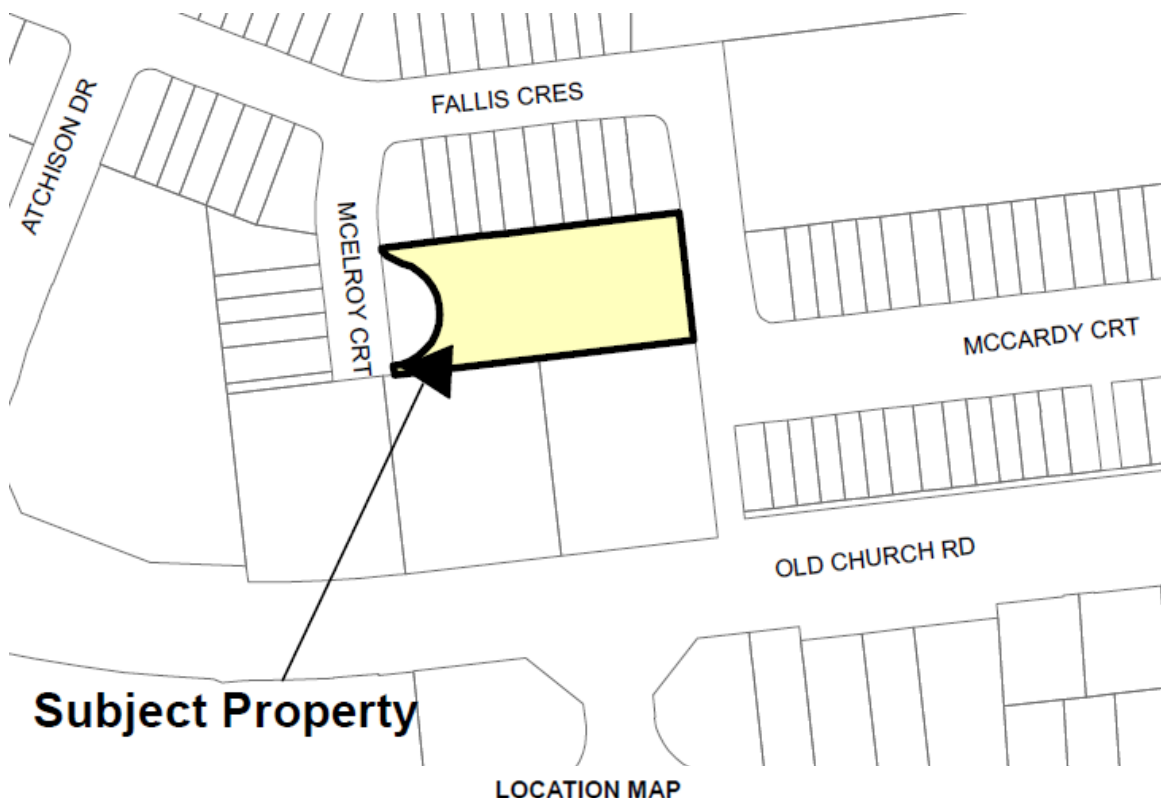 FALLIS CRES
ATCHISON DR
MCELROY CRT
MCCARDY CRT
OLD CHURCH RD
Subject Property
LOCATION MAP